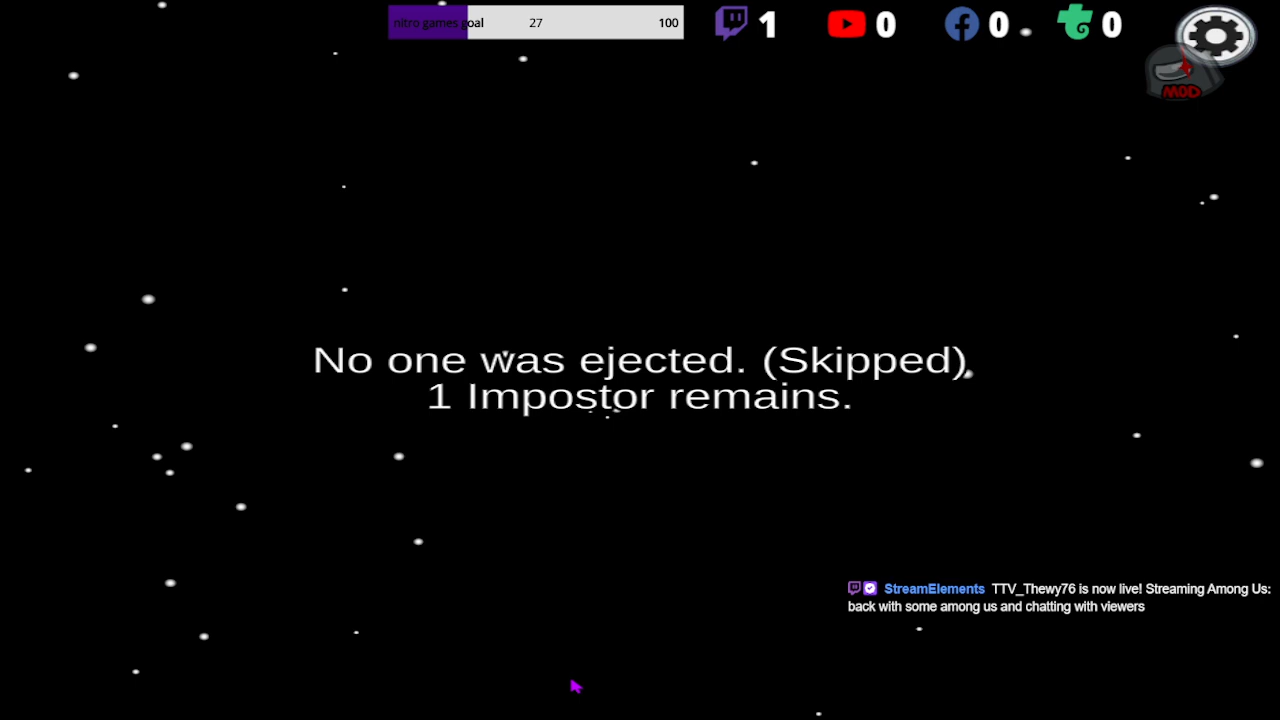 nitro games goal 27 100 1 0 0 0
MOD
No one was ejected. (Skipped)
1 Impostor remains.
StreamElements TTV_Thewy76 is now live! Streaming Among Us:
back with some among us and chatting with viewers